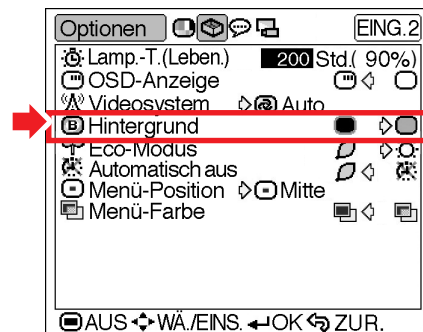 Optionen EING.2
Lamp.-T.(Leben.) 200 Std.( 90%)
OSD-Anzeige
Videosystem Auto
B Hintergrund
Eco-Modus
Automatisch aus
Menü-Position Mitte
Menü-Farbe
AUS WÄ./EINS. OK ZUR.